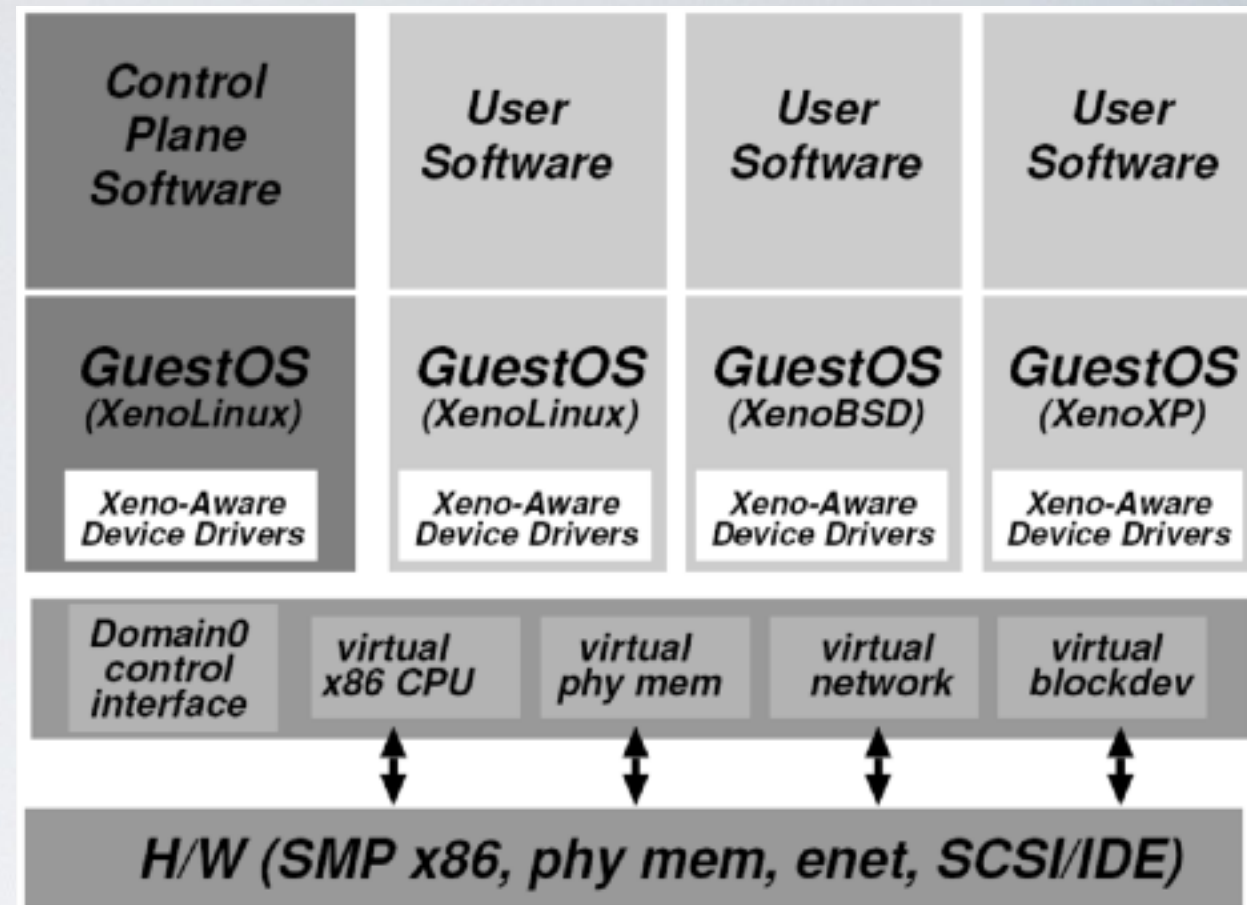 Control
Plane
Software
User
Software
User
Software
User
Software
GuestOS
(XenoLinux)
Xeno-Aware
Device Drivers
GuestOS
(XenoLinux)
Xeno-Aware
Device Drivers
GuestOS
(XenoBSD)
Xeno-Aware
Device Drivers
GuestOS
(XenoXP)
Xeno-Aware
Device Drivers
Domain0
control
interface
virtual
x86 CPU
virtual
phy mem
virtual
network
virtual
blockdev
H/W (SMP x86, phy mem, enet, SCSI/IDE)